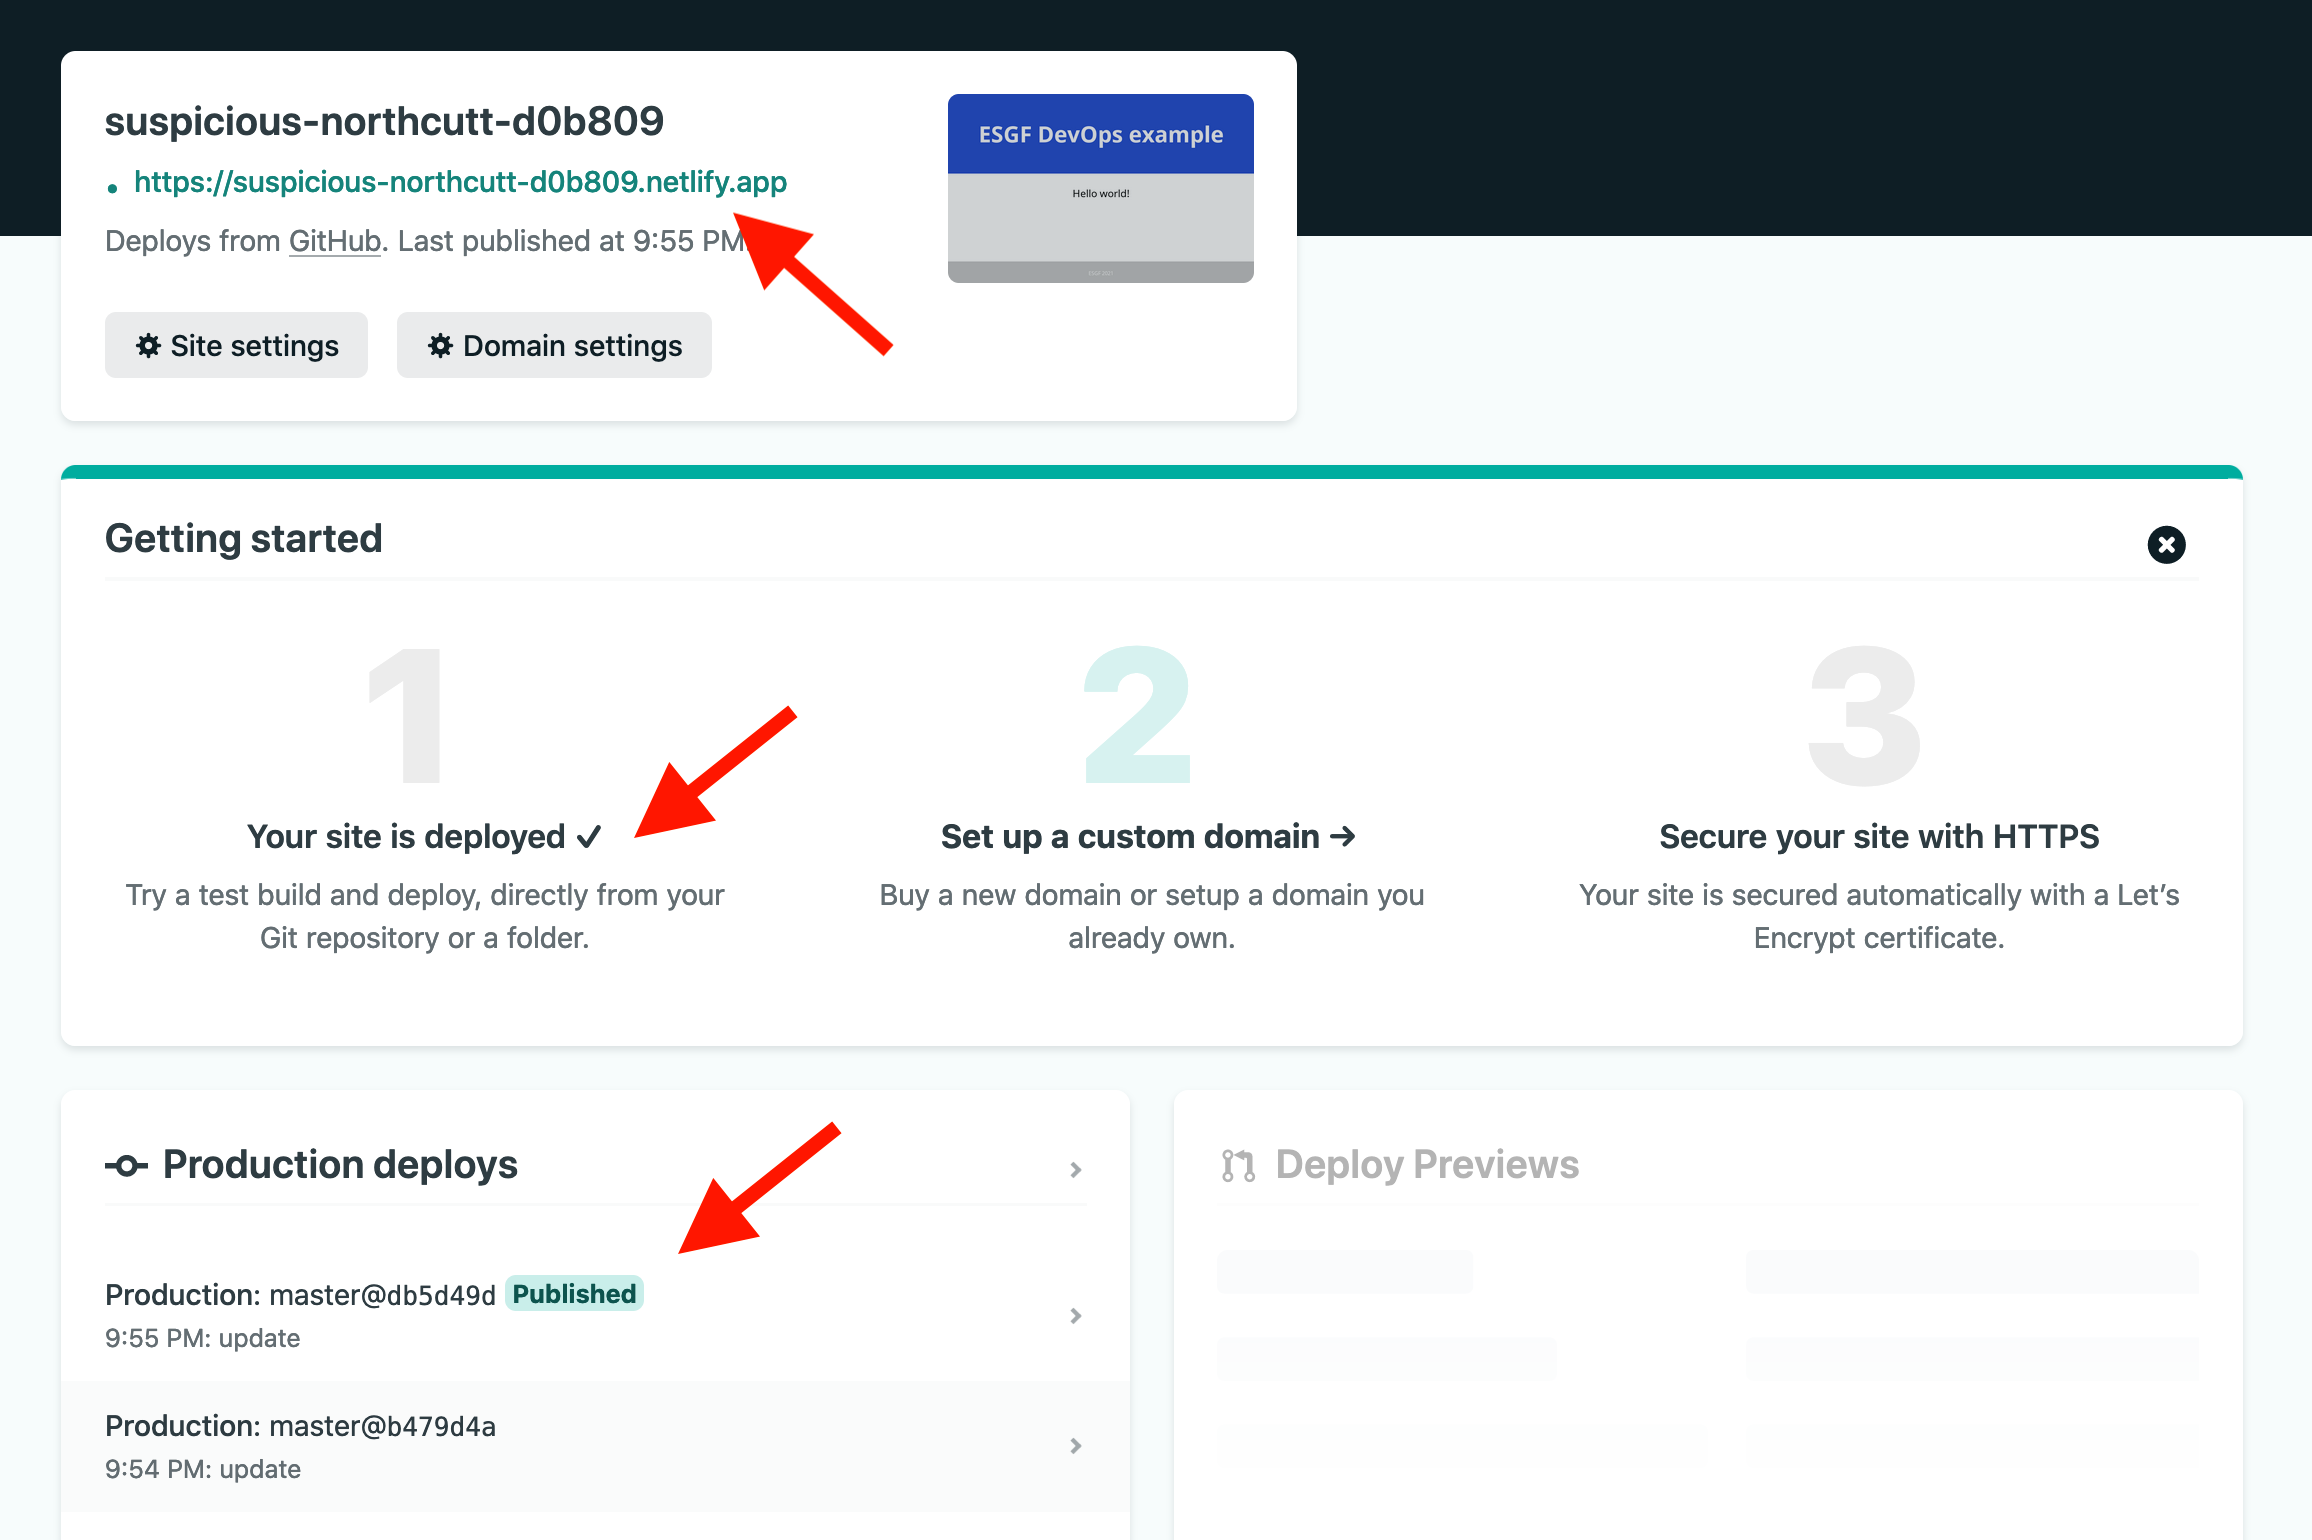 suspicious-northcutt-d0b809
https://suspicious-northcutt-d0b809.netlify.app
Deploys from GitHub. Last published at 9:55 PM
Site settings
Domain settings
ESGF DevOps example
Hello world!
ESGF 2021
Getting started
1
Your site is deployed ✓
Try a test build and deploy, directly from your
Git repository or a folder.
2
Set up a custom domain →
Buy a new domain or setup a domain you
already own.
3
Secure your site with HTTPS
Your site is secured automatically with a Let’s
Encrypt certificate.
Production deploys
Production: master@db5d49d Published
9:55 PM: update
Production: master@b479d4a
9:54 PM: update
Deploy Previews